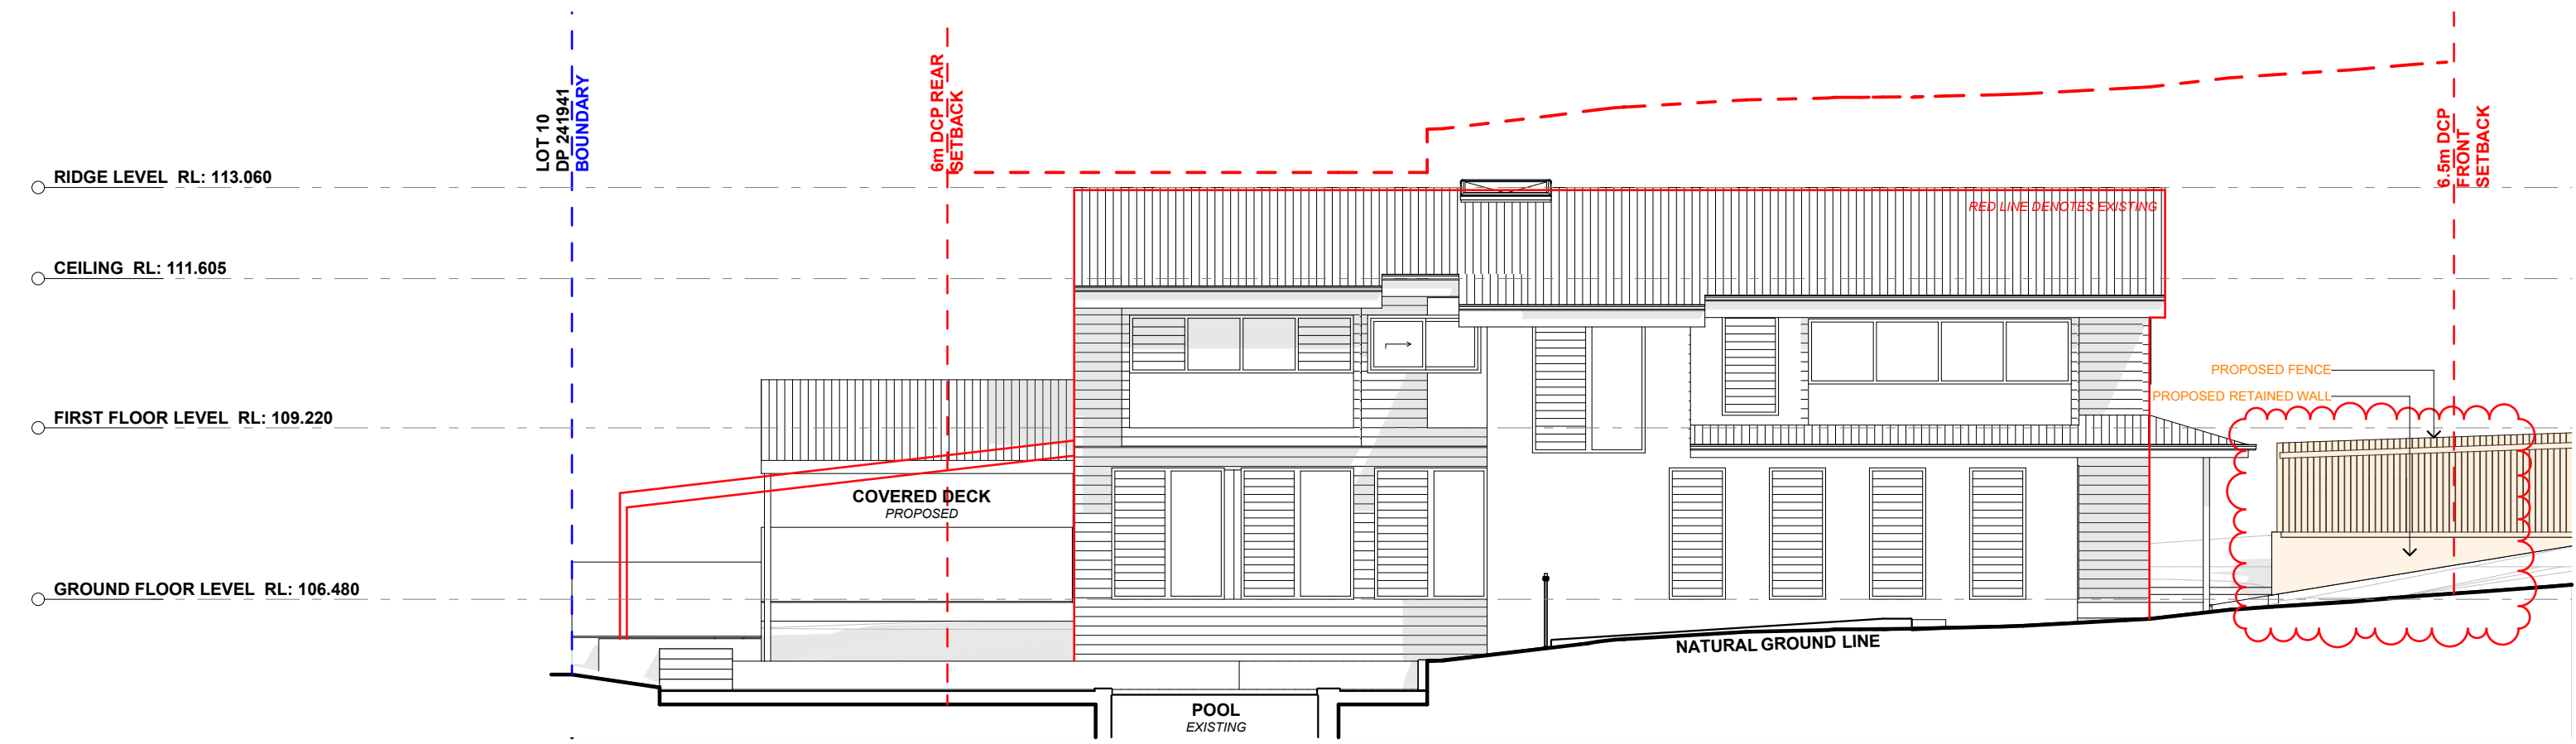 LOT 10
DP 241941
BOUNDARY
6m DCP REAR
SETBACK
6.5m DCP
FRONT
SETBACK
RIDGE LEVEL RL: 113.060
RED LINE DENOTES EXISTING
CEILING RL: 111.605
PROPOSED FENCE
PROPOSED RETAINED WALL
FIRST FLOOR LEVEL RL: 109.220
COVERED DECK
PROPOSED
GROUND FLOOR LEVEL RL: 106.480
NATURAL GROUND LINE
POOL
EXISTING